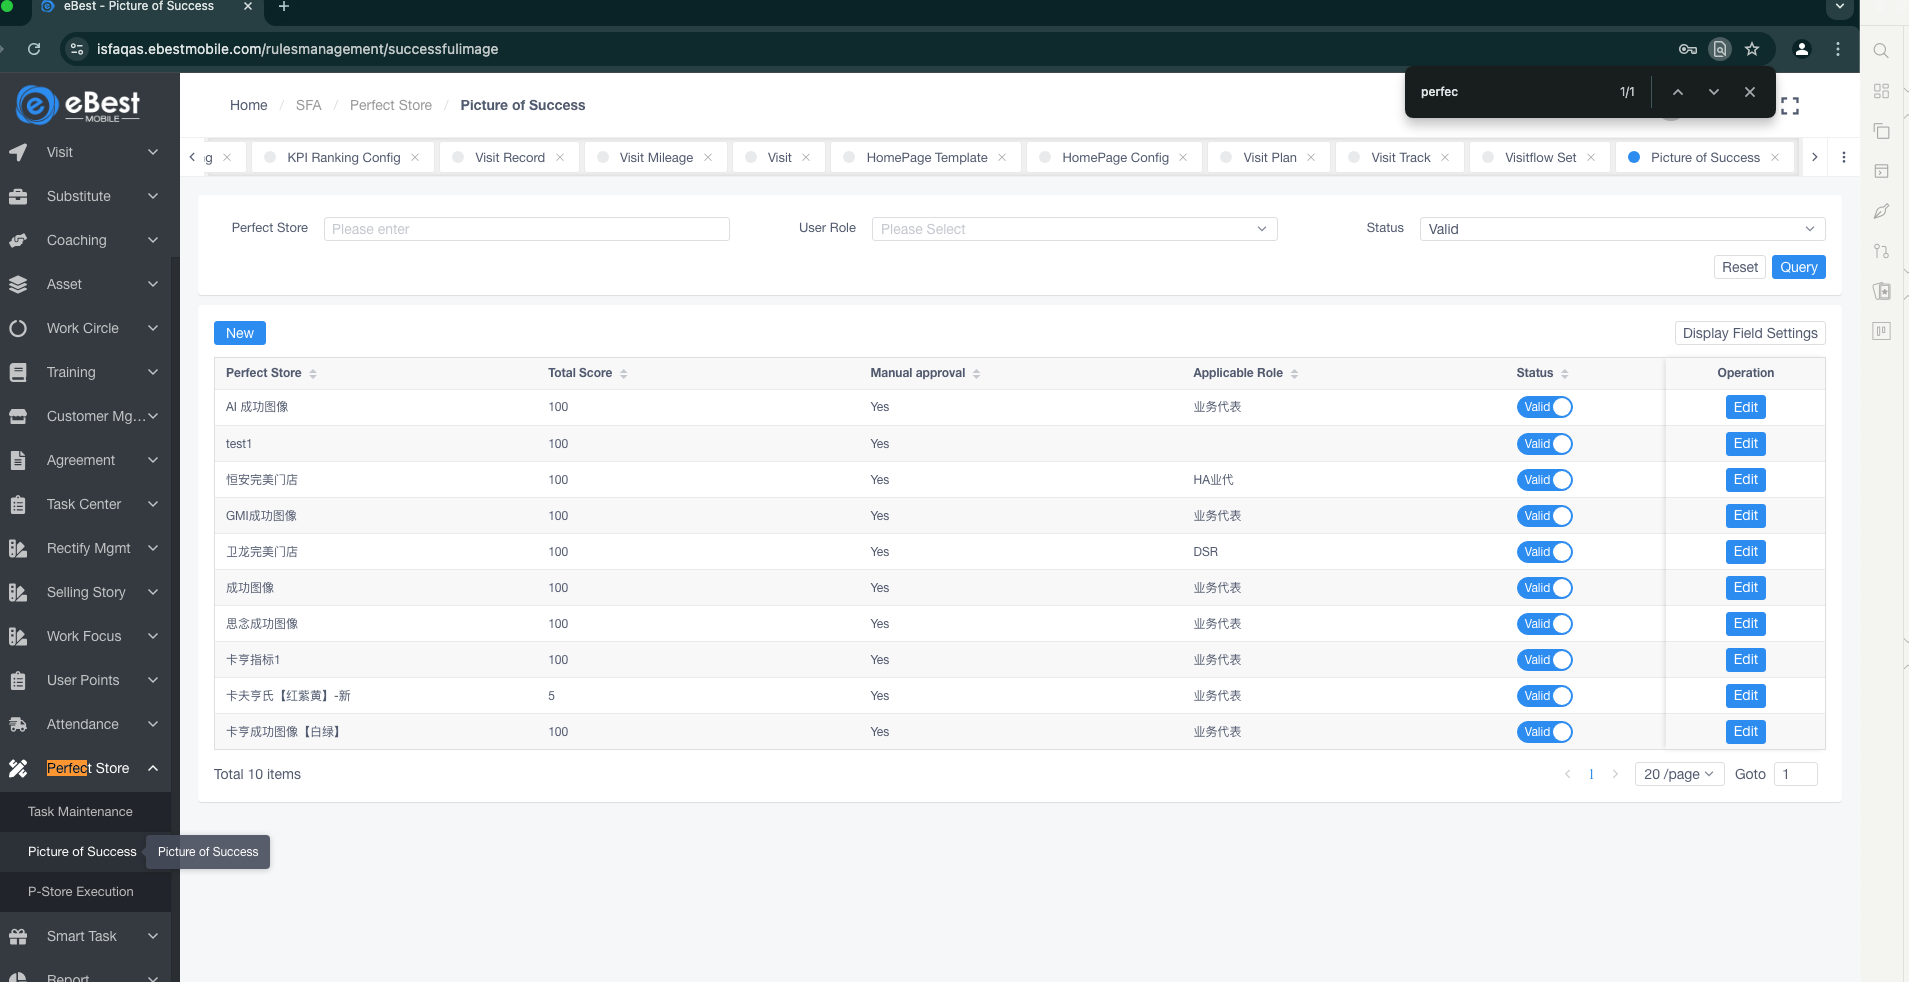 eBest - Picture of Success
isfaqas.ebestmobile.com/rulesmanagement/successfulimage
perfec
1/1
eBest
MOBILE
Home / SFA / Perfect Store / Picture of Success
g
KPI Ranking Config
Visit Record
Visit Mileage
Visit
HomePage Template
HomePage Config
Visit Plan
Visit Track
Visitflow Set
Picture of Success
Visit
Substitute
Coaching
Asset
Work Circle
Training
Customer Mg...
Agreement
Task Center
Rectify Mgmt
Selling Story
Work Focus
User Points
Attendance
Perfect Store
Task Maintenance
Picture of Success
Picture of Success
P-Store Execution
Smart Task
Report
Perfect Store Please enter
User Role Please Select
Status Valid
Reset Query
New
Display Field Settings
Perfect Store Total Score Manual approval Applicable Role Status Operation
AI 成功图像 100 Yes 业务代表 Valid Edit
test1 100 Yes Valid Edit
恒安完美门店 100 Yes HA业代 Valid Edit
GMI成功图像 100 Yes 业务代表 Valid Edit
卫龙完美门店 100 Yes DSR Valid Edit
成功图像 100 Yes 业务代表 Valid Edit
思念成功图像 100 Yes 业务代表 Valid Edit
卡亨指标1 100 Yes 业务代表 Valid Edit
卡夫亨氏【红紫黄】-新 5 Yes 业务代表 Valid Edit
卡亨成功图像【白绿】 100 Yes 业务代表 Valid Edit
Total 10 items
1
20 /page
Goto 1